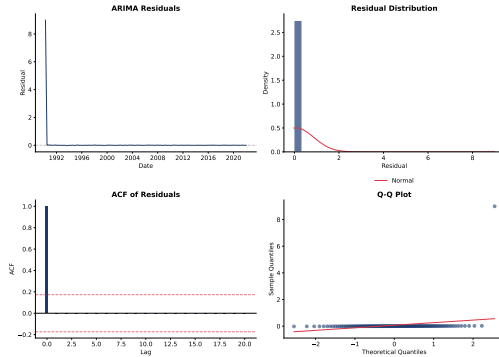 ARIMA Residuals
Residual
8
6
4
2
0
1992 1996 2000 2004 2008 2012 2016 2020
Date
Residual Distribution
Density
2.5
2.0
1.5
1.0
0.5
0.0
0 2 4 6 8
Residual
Normal
ACF of Residuals
ACF
1.0
0.8
0.6
0.4
0.2
0.0
−0.2
0.0 2.5 5.0 7.5 10.0 12.5 15.0 17.5 20.0
Lag
Q-Q Plot
Sample Quantiles
8
6
4
2
0
−2 −1 0 1 2
Theoretical Quantiles